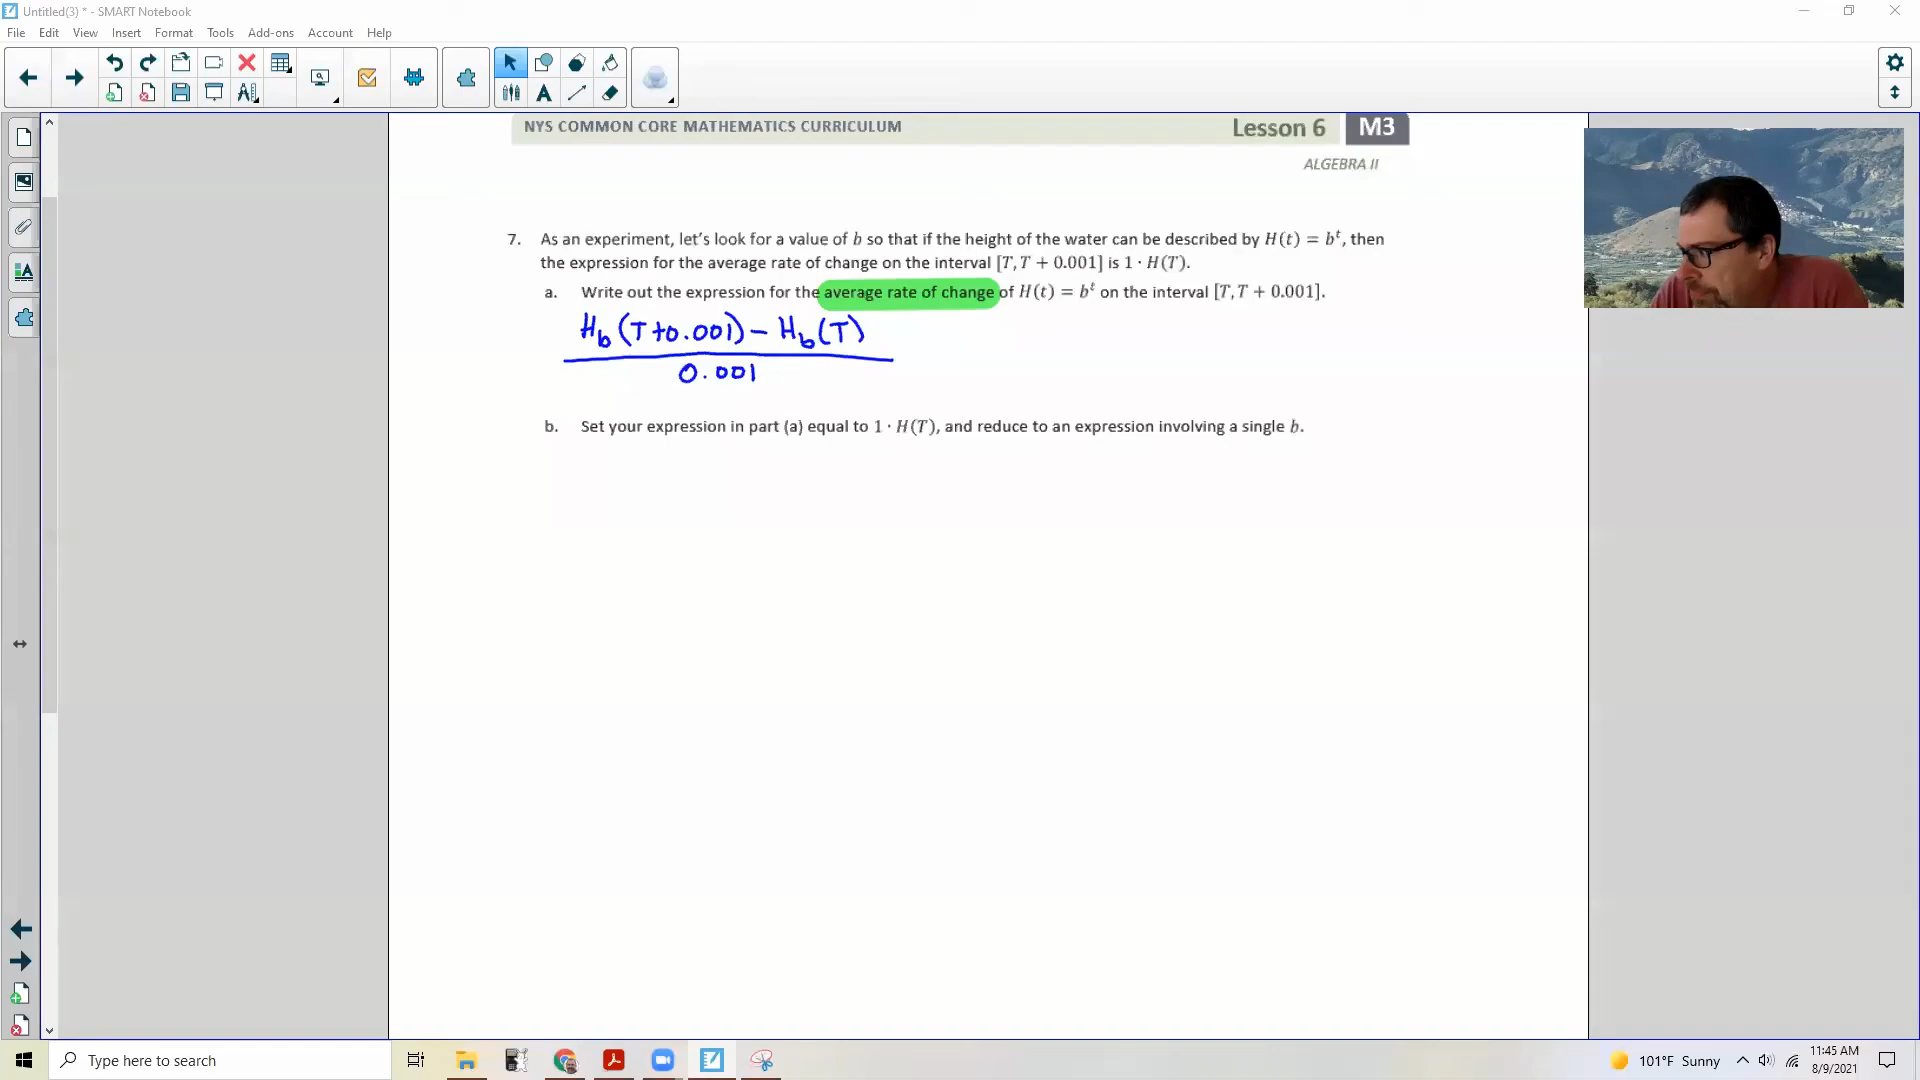 Untitled(3) * - SMART Notebook
File Edit View Insert Format Tools Add-ons Account Help
NYS COMMON CORE MATHEMATICS CURRICULUM Lesson 6 M3
ALGEBRA II
7. As an experiment, let's look for a value of b so that if the height of the water can be described by H(t) = b^t, then
the expression for the average rate of change on the interval [T, T + 0.001] is 1 · H(T).
a. Write out the expression for the average rate of change of H(t) = b^t on the interval [T, T + 0.001].
H_b (T+0.001) - H_b (T)
0.001
b. Set your expression in part (a) equal to 1 · H(T), and reduce to an expression involving a single b.
Type here to search
101°F Sunny
11:45 AM
8/9/2021